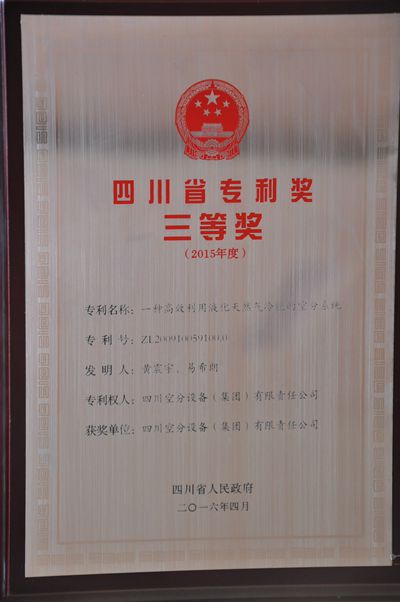 四川省专利奖
三等奖
(2015年度)
专利名称：一种高效利用液化天然气冷能的空分系统
专 利 号：ZL200910059100.0
发 明 人：黄震宇、易希朗
专利权人：四川空分设备（集团）有限责任公司
获奖单位：四川空分设备（集团）有限责任公司
四川省人民政府
二〇一六年四月